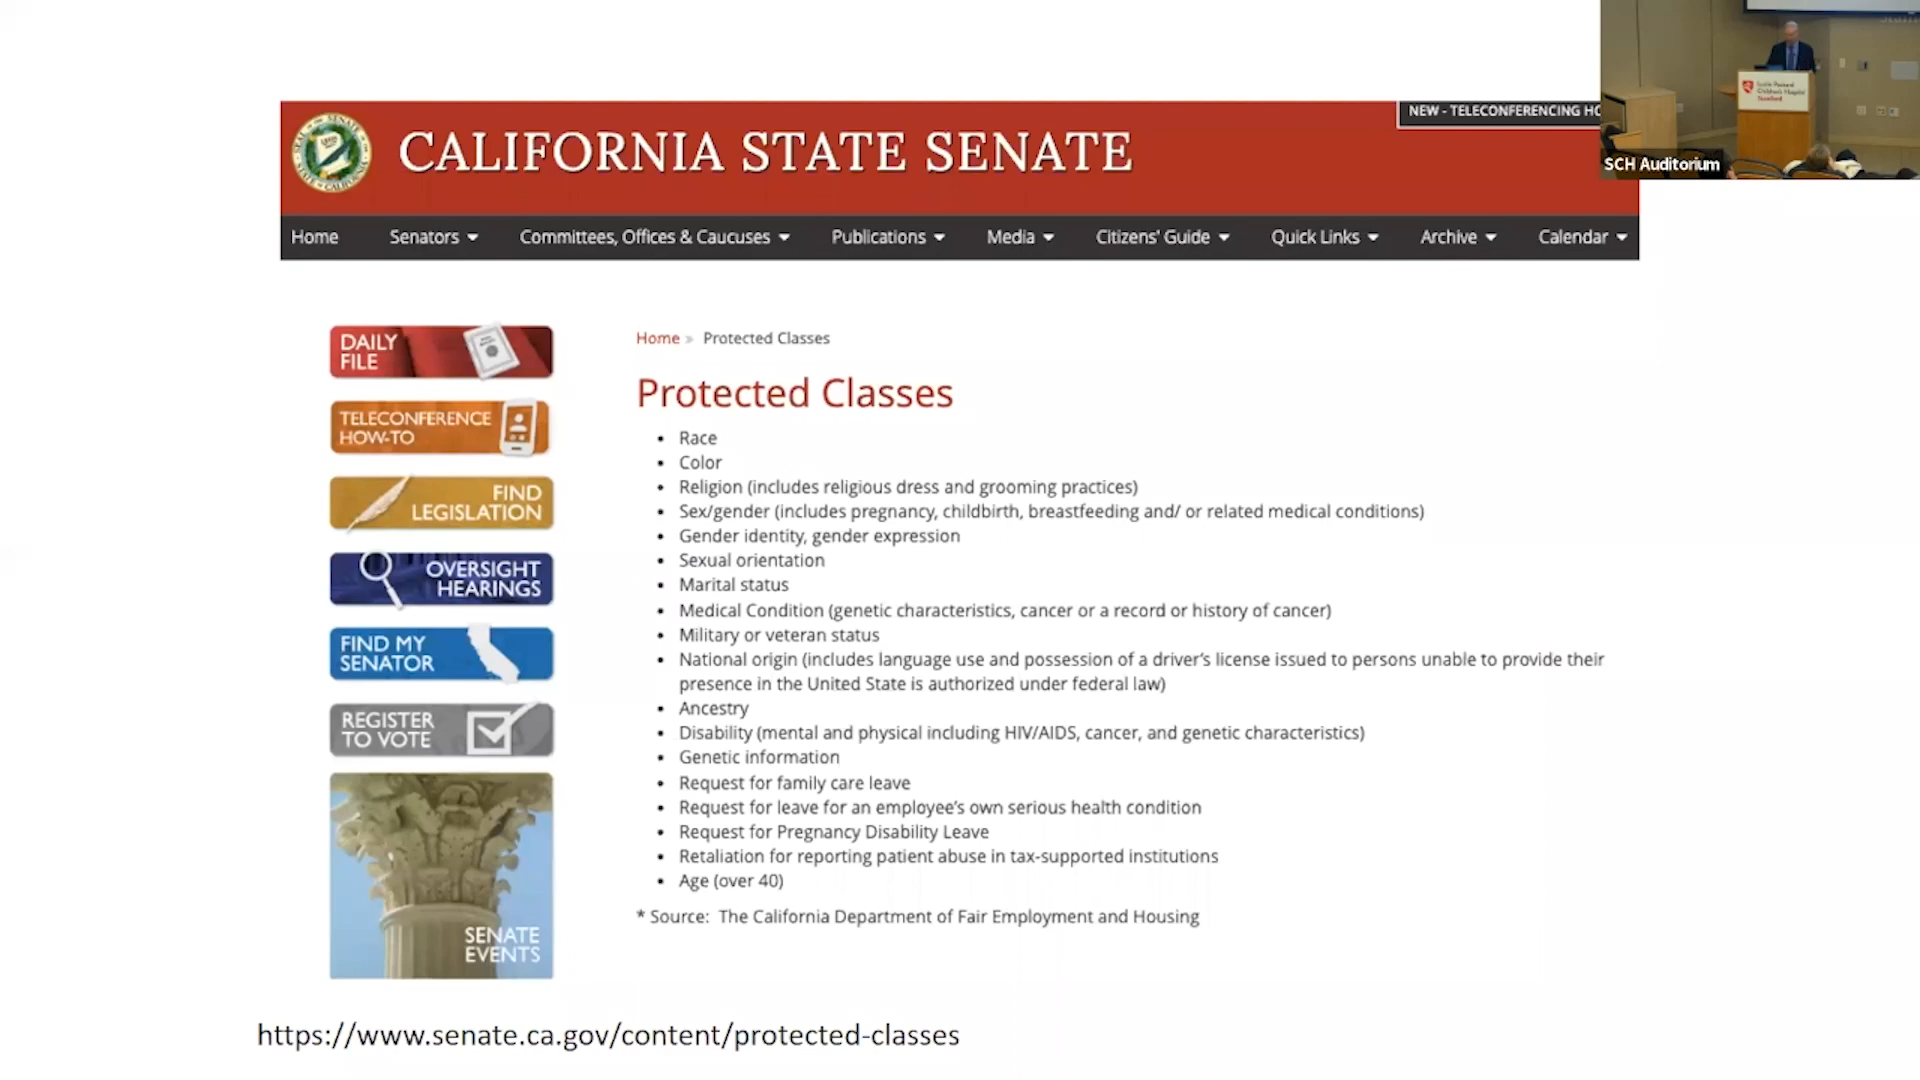 CALIFORNIA STATE SENATE
NEW - TELECONFERENCING HO
Lucile Packard
Children's Hospital
Stanford
SCH Auditorium
Home
Senators
Committees, Offices & Caucuses
Publications
Media
Citizens' Guide
Quick Links
Archive
Calendar
DAILY
FILE
TELECONFERENCE
HOW-TO
FIND
LEGISLATION
OVERSIGHT
HEARINGS
FIND MY
SENATOR
REGISTER
TO VOTE
SENATE
EVENTS
Home » Protected Classes
Protected Classes
• Race
• Color
• Religion (includes religious dress and grooming practices)
• Sex/gender (includes pregnancy, childbirth, breastfeeding and/ or related medical conditions)
• Gender identity, gender expression
• Sexual orientation
• Marital status
• Medical Condition (genetic characteristics, cancer or a record or history of cancer)
• Military or veteran status
• National origin (includes language use and possession of a driver's license issued to persons unable to provide their
presence in the United State is authorized under federal law)
• Ancestry
• Disability (mental and physical including HIV/AIDS, cancer, and genetic characteristics)
• Genetic information
• Request for family care leave
• Request for leave for an employee's own serious health condition
• Request for Pregnancy Disability Leave
• Retaliation for reporting patient abuse in tax-supported institutions
• Age (over 40)
* Source: The California Department of Fair Employment and Housing
https://www.senate.ca.gov/content/protected-classes